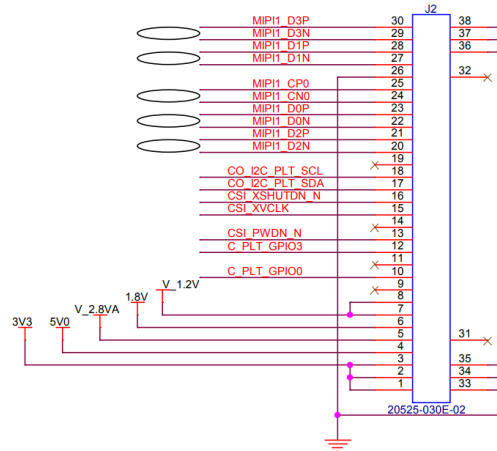 J2
MIPI1_D3P 30 38
MIPI1_D3N 29 37
MIPI1_D1P 28 36
MIPI1_D1N 27
26 32
MIPI1_CP0 25
MIPI1_CN0 24
MIPI1_D0P 23
MIPI1_D0N 22
MIPI1_D2P 21
MIPI1_D2N 20
19
CO_I2C_PLT_SCL 18
CO_I2C_PLT_SDA 17
CSI_XSHUTDN_N 16
CSI_XVCLK 15
14
CSI_PWDN_N 13
C_PLT_GPIO3 12
11
C_PLT_GPIO0 10
9
V_1.2V 8
1.8V 7
V_2.8VA 6
3V3 5V0 5 31
4
3 35
2 34
1 33
20525-030E-02